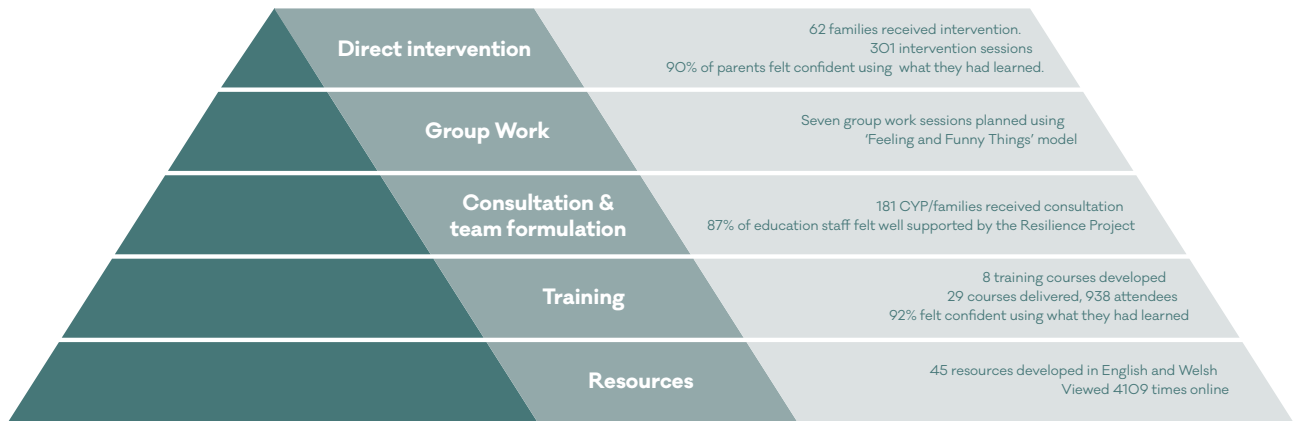 Direct intervention
62 families received intervention.
301 intervention sessions
90% of parents felt confident using what they had learned.
Group Work
Seven group work sessions planned using
‘Feeling and Funny Things’ model
Consultation &
team formulation
181 CYP/families received consultation
87% of education staff felt well supported by the Resilience Project
Training
8 training courses developed
29 courses delivered, 938 attendees
92% felt confident using what they had learned
Resources
45 resources developed in English and Welsh
Viewed 4109 times online